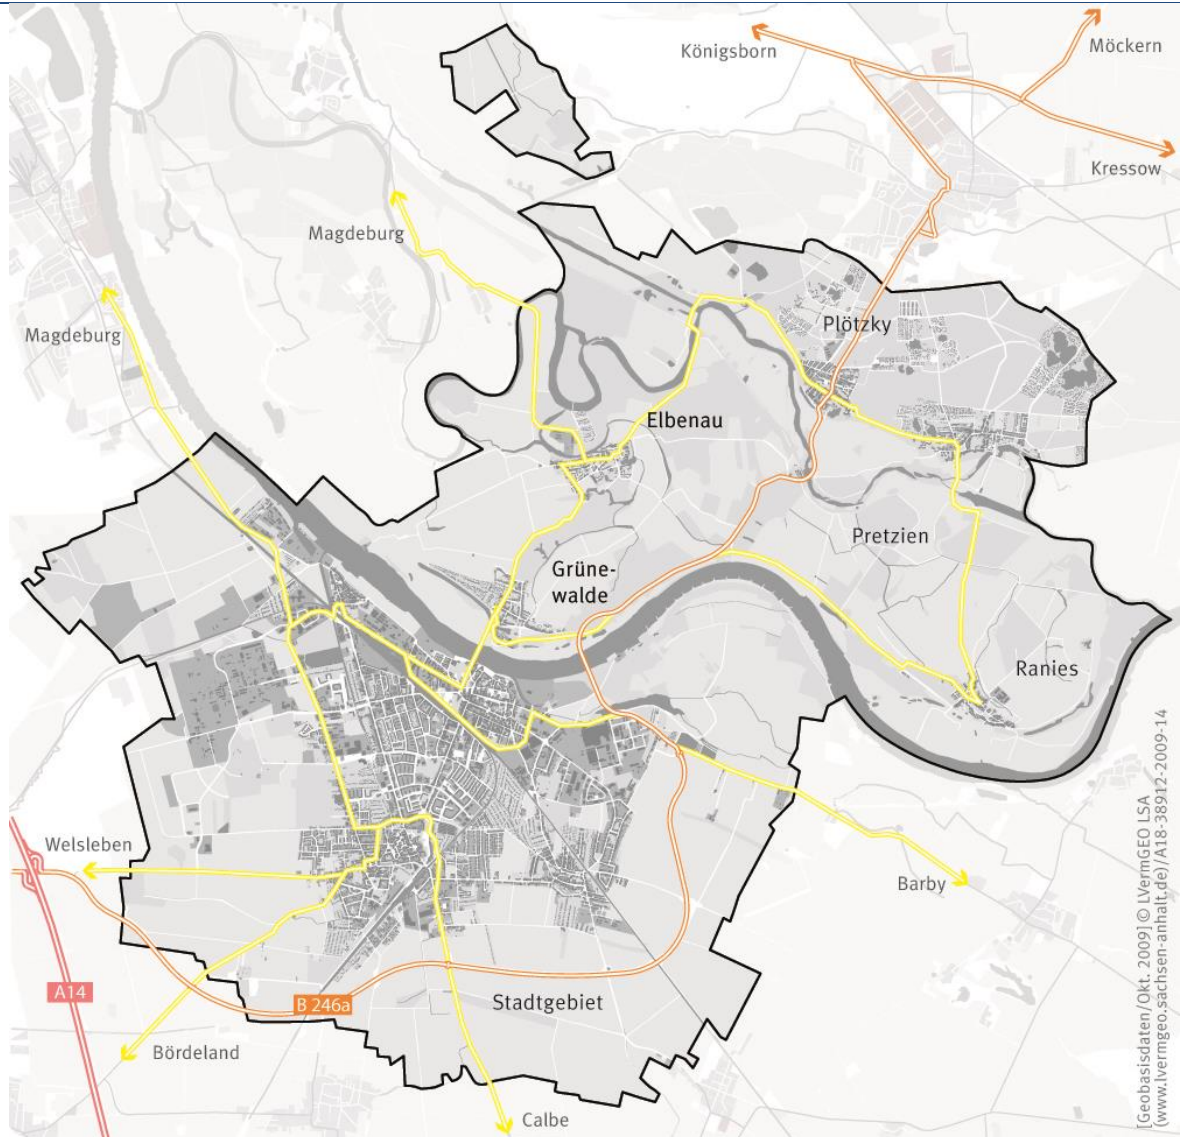 Königsborn
Möckern
Kressow
Magdeburg
Magdeburg
Plötzky
Elbenau
Pretzien
Grüne-
walde
Ranies
Welsleben
Barby
A14
B 246a
Stadtgebiet
Bördeland
Calbe
[Geobasisdaten/Okt. 2009] © LVermGEO LSA
(www.lvermgeo.sachsen-anhalt.de)/A18-38912-2009-14